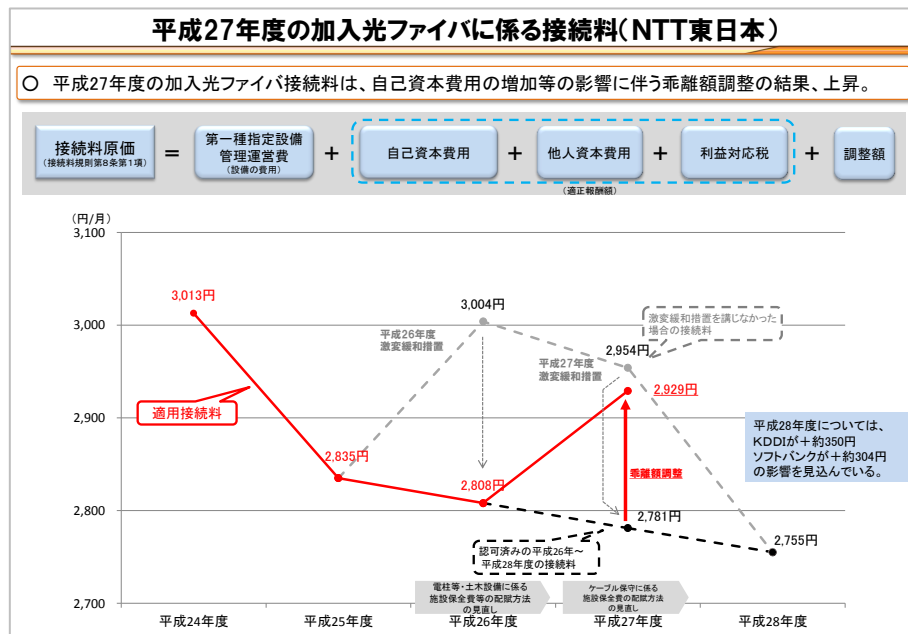 平成27年度の加入光ファイバに係る接続料(NTT東日本)
○ 平成27年度の加入光ファイバ接続料は、自己資本費用の増加等の影響に伴う乖離額調整の結果、上昇。
接続料原価
(接続料規則第8条第1項)
=
第一種指定設備
管理運営費
(設備の費用)
+
自己資本費用
+
他人資本費用
+
利益対応税
+
調整額
(適正報酬額)
(円/月)
3,100
3,000
2,900
2,800
2,700
3,013円
2,835円
3,004円
2,808円
2,954円
2,929円
2,781円
2,755円
適用接続料
平成26年度
激変緩和措置
平成27年度
激変緩和措置
激変緩和措置を講じなかった
場合の接続料
乖離額調整
認可済みの平成26年～
平成28年度の接続料
平成28年度については、
KDDIが+約350円
ソフトバンクが+約304円
の影響を見込んでいる。
電柱等・土木設備に係る
施設保全費等の配賦方法
の見直し
ケーブル保守に係る
施設保全費の配賦方法
の見直し
平成24年度
平成25年度
平成26年度
平成27年度
平成28年度